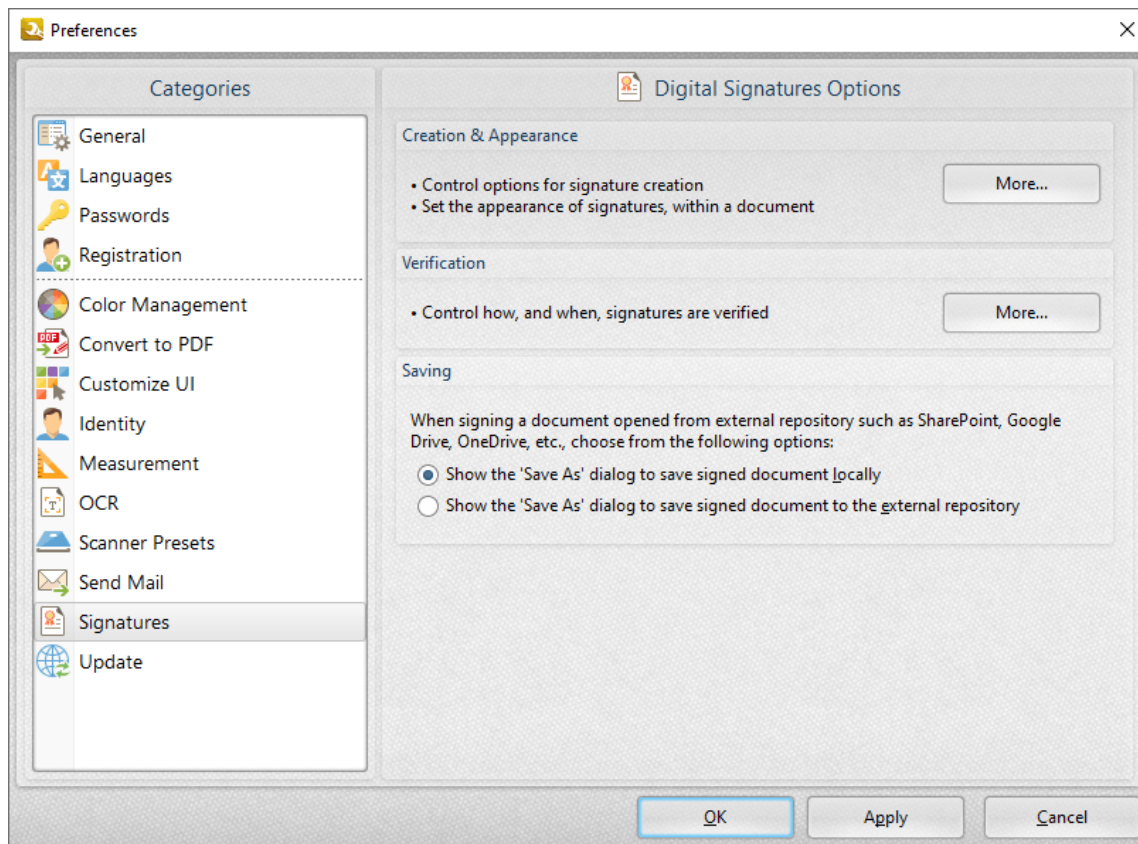 Preferences
Categories
General
Languages
Passwords
Registration
Color Management
Convert to PDF
Customize UI
Identity
Measurement
OCR
Scanner Presets
Send Mail
Signatures
Update
Digital Signatures Options
Creation & Appearance
• Control options for signature creation
• Set the appearance of signatures, within a document
More...
Verification
• Control how, and when, signatures are verified
More...
Saving
When signing a document opened from external repository such as SharePoint, Google
Drive, OneDrive, etc., choose from the following options:
Show the 'Save As' dialog to save signed document locally
Show the 'Save As' dialog to save signed document to the external repository
OK
Apply
Cancel